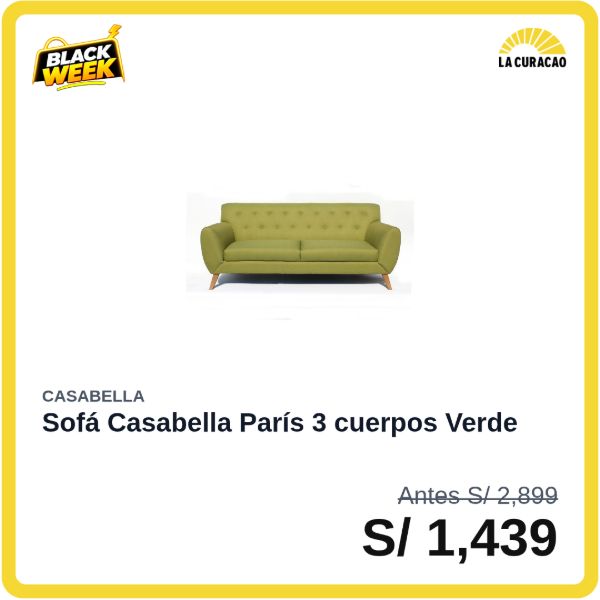 BLACK
WEEK
LA CURACAO
CASABELLA
Sofá Casabella París 3 cuerpos Verde
Antes S/ 2,899
S/ 1,439